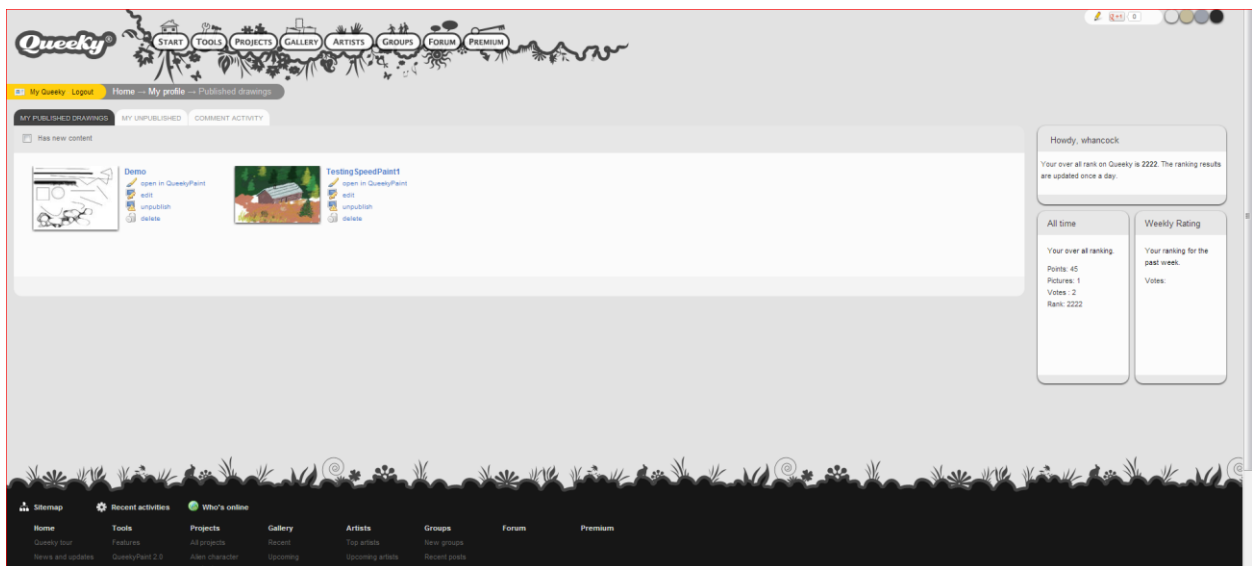 Queeky®
START TOOLS PROJECTS GALLERY ARTISTS GROUPS FORUM PREMIUM
+1 0
My Queeky Logout Home → My profile → Published drawings
MY PUBLISHED DRAWINGS MY UNPUBLISHED COMMENT ACTIVITY
Has new content
Demo
open in QueekyPaint
edit
unpublish
delete
TestingSpeedPaint1
open in QueekyPaint
edit
unpublish
delete
Howdy, whancock
Your over all rank on Queeky is 2222. The ranking results
are updated once a day.
All time
Your over all ranking.
Points: 45
Pictures: 1
Votes : 2
Rank: 2222
Weekly Rating
Your ranking for the
past week.
Votes:
Sitemap Recent activities Who's online
Home Tools Projects Gallery Artists Groups Forum Premium
Queeky tour Features All projects Recent Top artists New groups
News and updates QueekyPaint 2.0 Alien character Upcoming Upcoming artists Recent posts